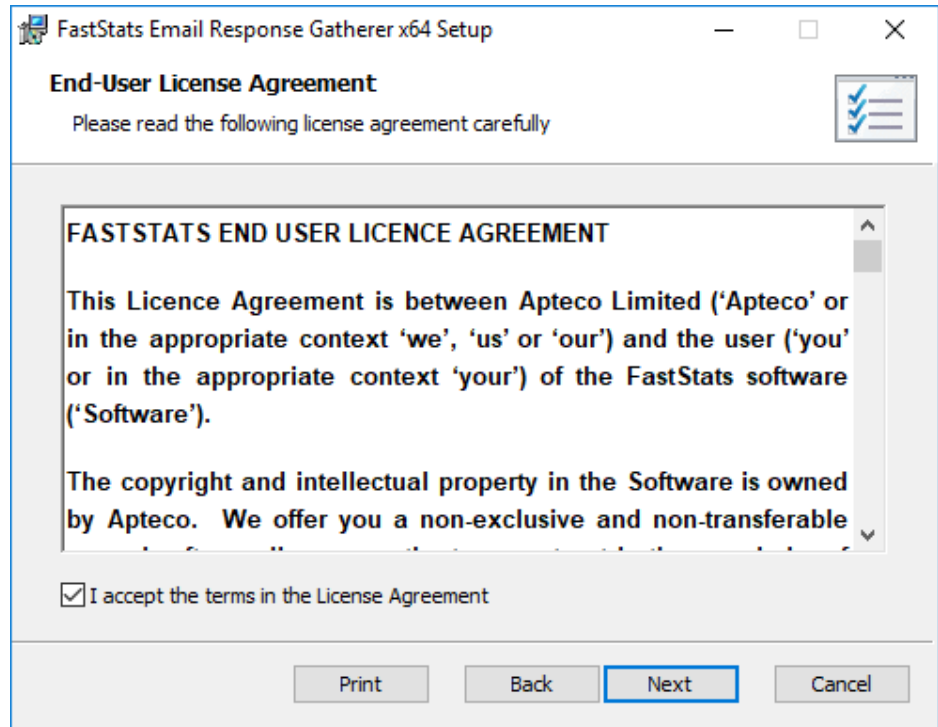 FastStats Email Response Gatherer x64 Setup
End-User License Agreement
Please read the following license agreement carefully
FASTSTATS END USER LICENCE AGREEMENT
This Licence Agreement is between Apteco Limited (‘Apteco’ or
in the appropriate context ‘we’, ‘us’ or ‘our’) and the user (‘you’
or in the appropriate context ‘your’) of the FastStats software
(‘Software’).
The copyright and intellectual property in the Software is owned
by Apteco.  We offer you a non-exclusive and non-transferable
I accept the terms in the License Agreement
Print
Back
Next
Cancel